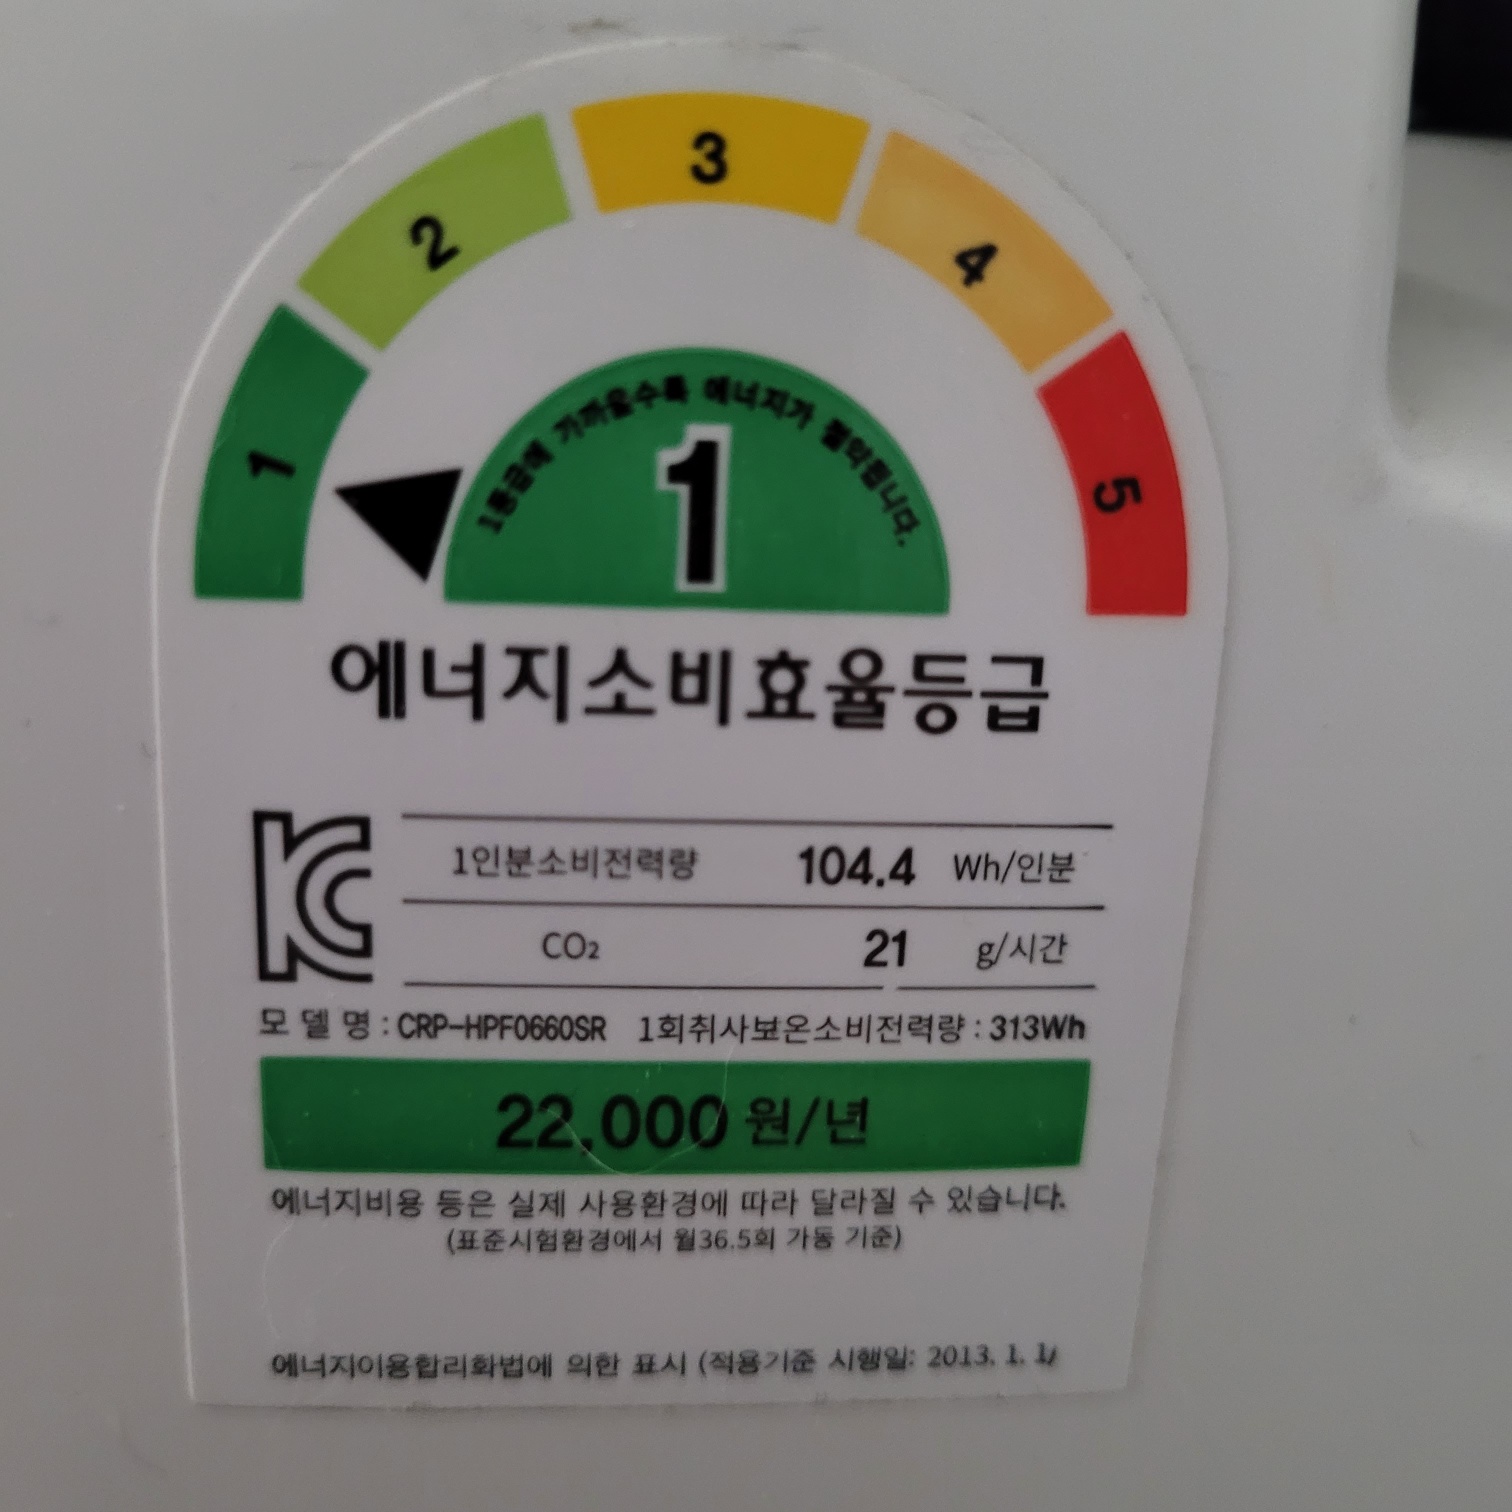 1
2
3
4
5
1등급에 가까울수록 에너지가 절약됩니다.
1
에너지소비효율등급
1인분소비전력량 104.4 Wh/인분
CO₂ 21 g/시간
모 델 명 : CRP-HPF0660SR 1회취사보온소비전력량 : 313Wh
22,000 원/년
에너지비용 등은 실제 사용환경에 따라 달라질 수 있습니다.
(표준시험환경에서 월36.5회 가동 기준)
에너지이용합리화법에 의한 표시 (적용기준 시행일: 2013. 1. 1)